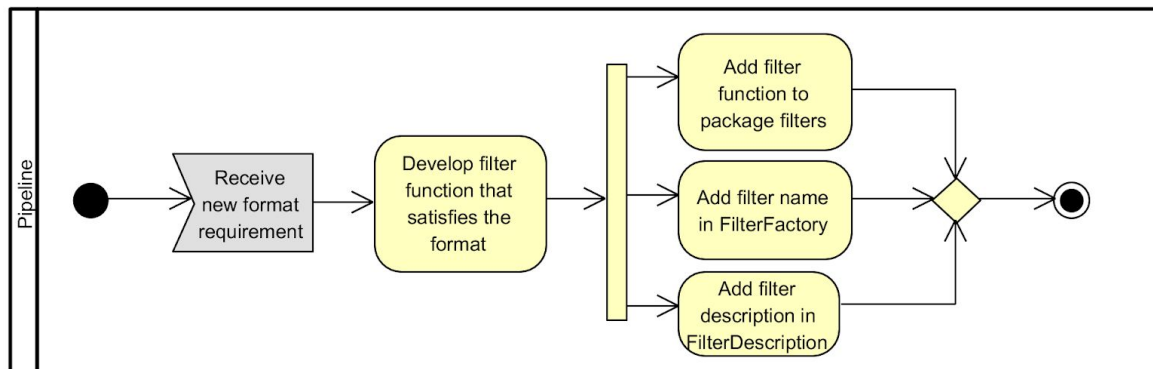 Pipeline
Receive
new format
requirement
Develop filter
function that
satisfies the
format
Add filter
function to
package filters
Add filter name
in FilterFactory
Add filter
description in
FilterDescription